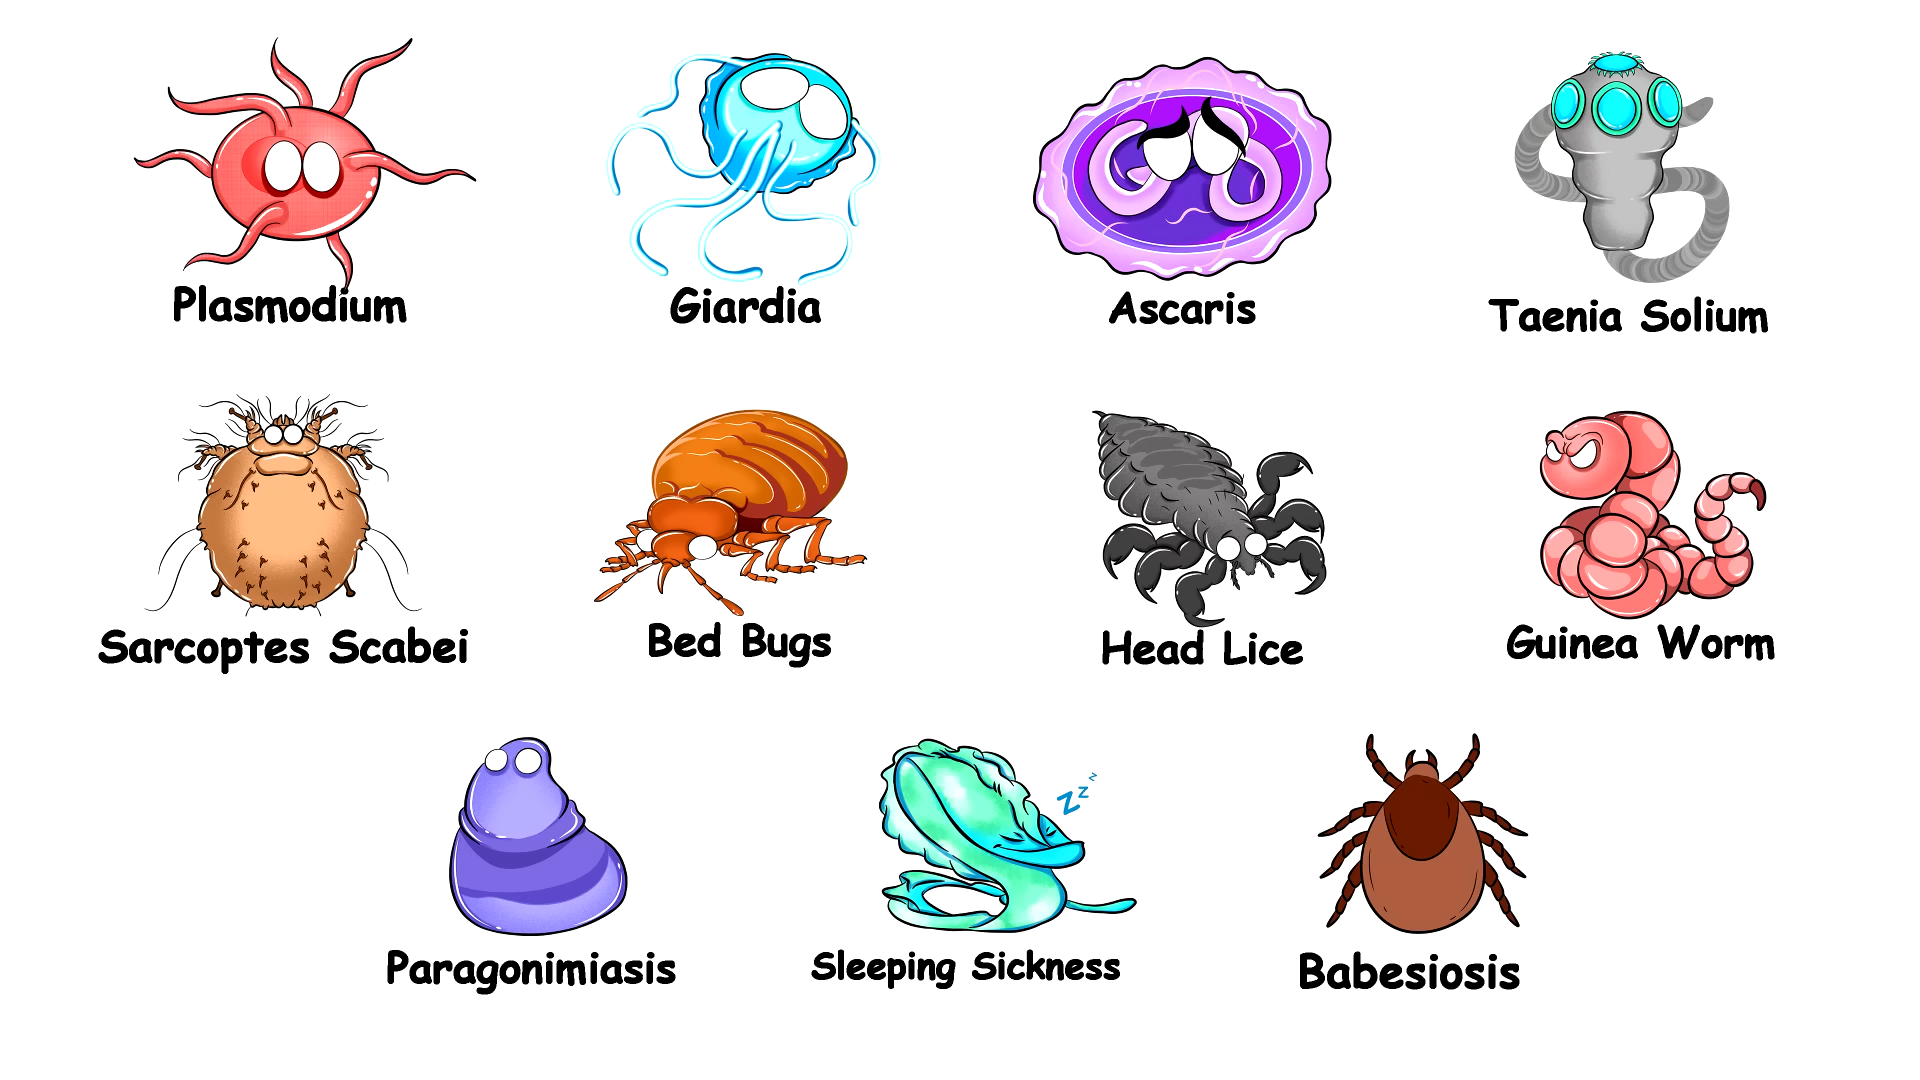 Plasmodium
Giardia
Ascaris
Taenia Solium
Sarcoptes Scabei
Bed Bugs
Head Lice
Guinea Worm
Paragonimiasis
z z z
Sleeping Sickness
Babesiosis